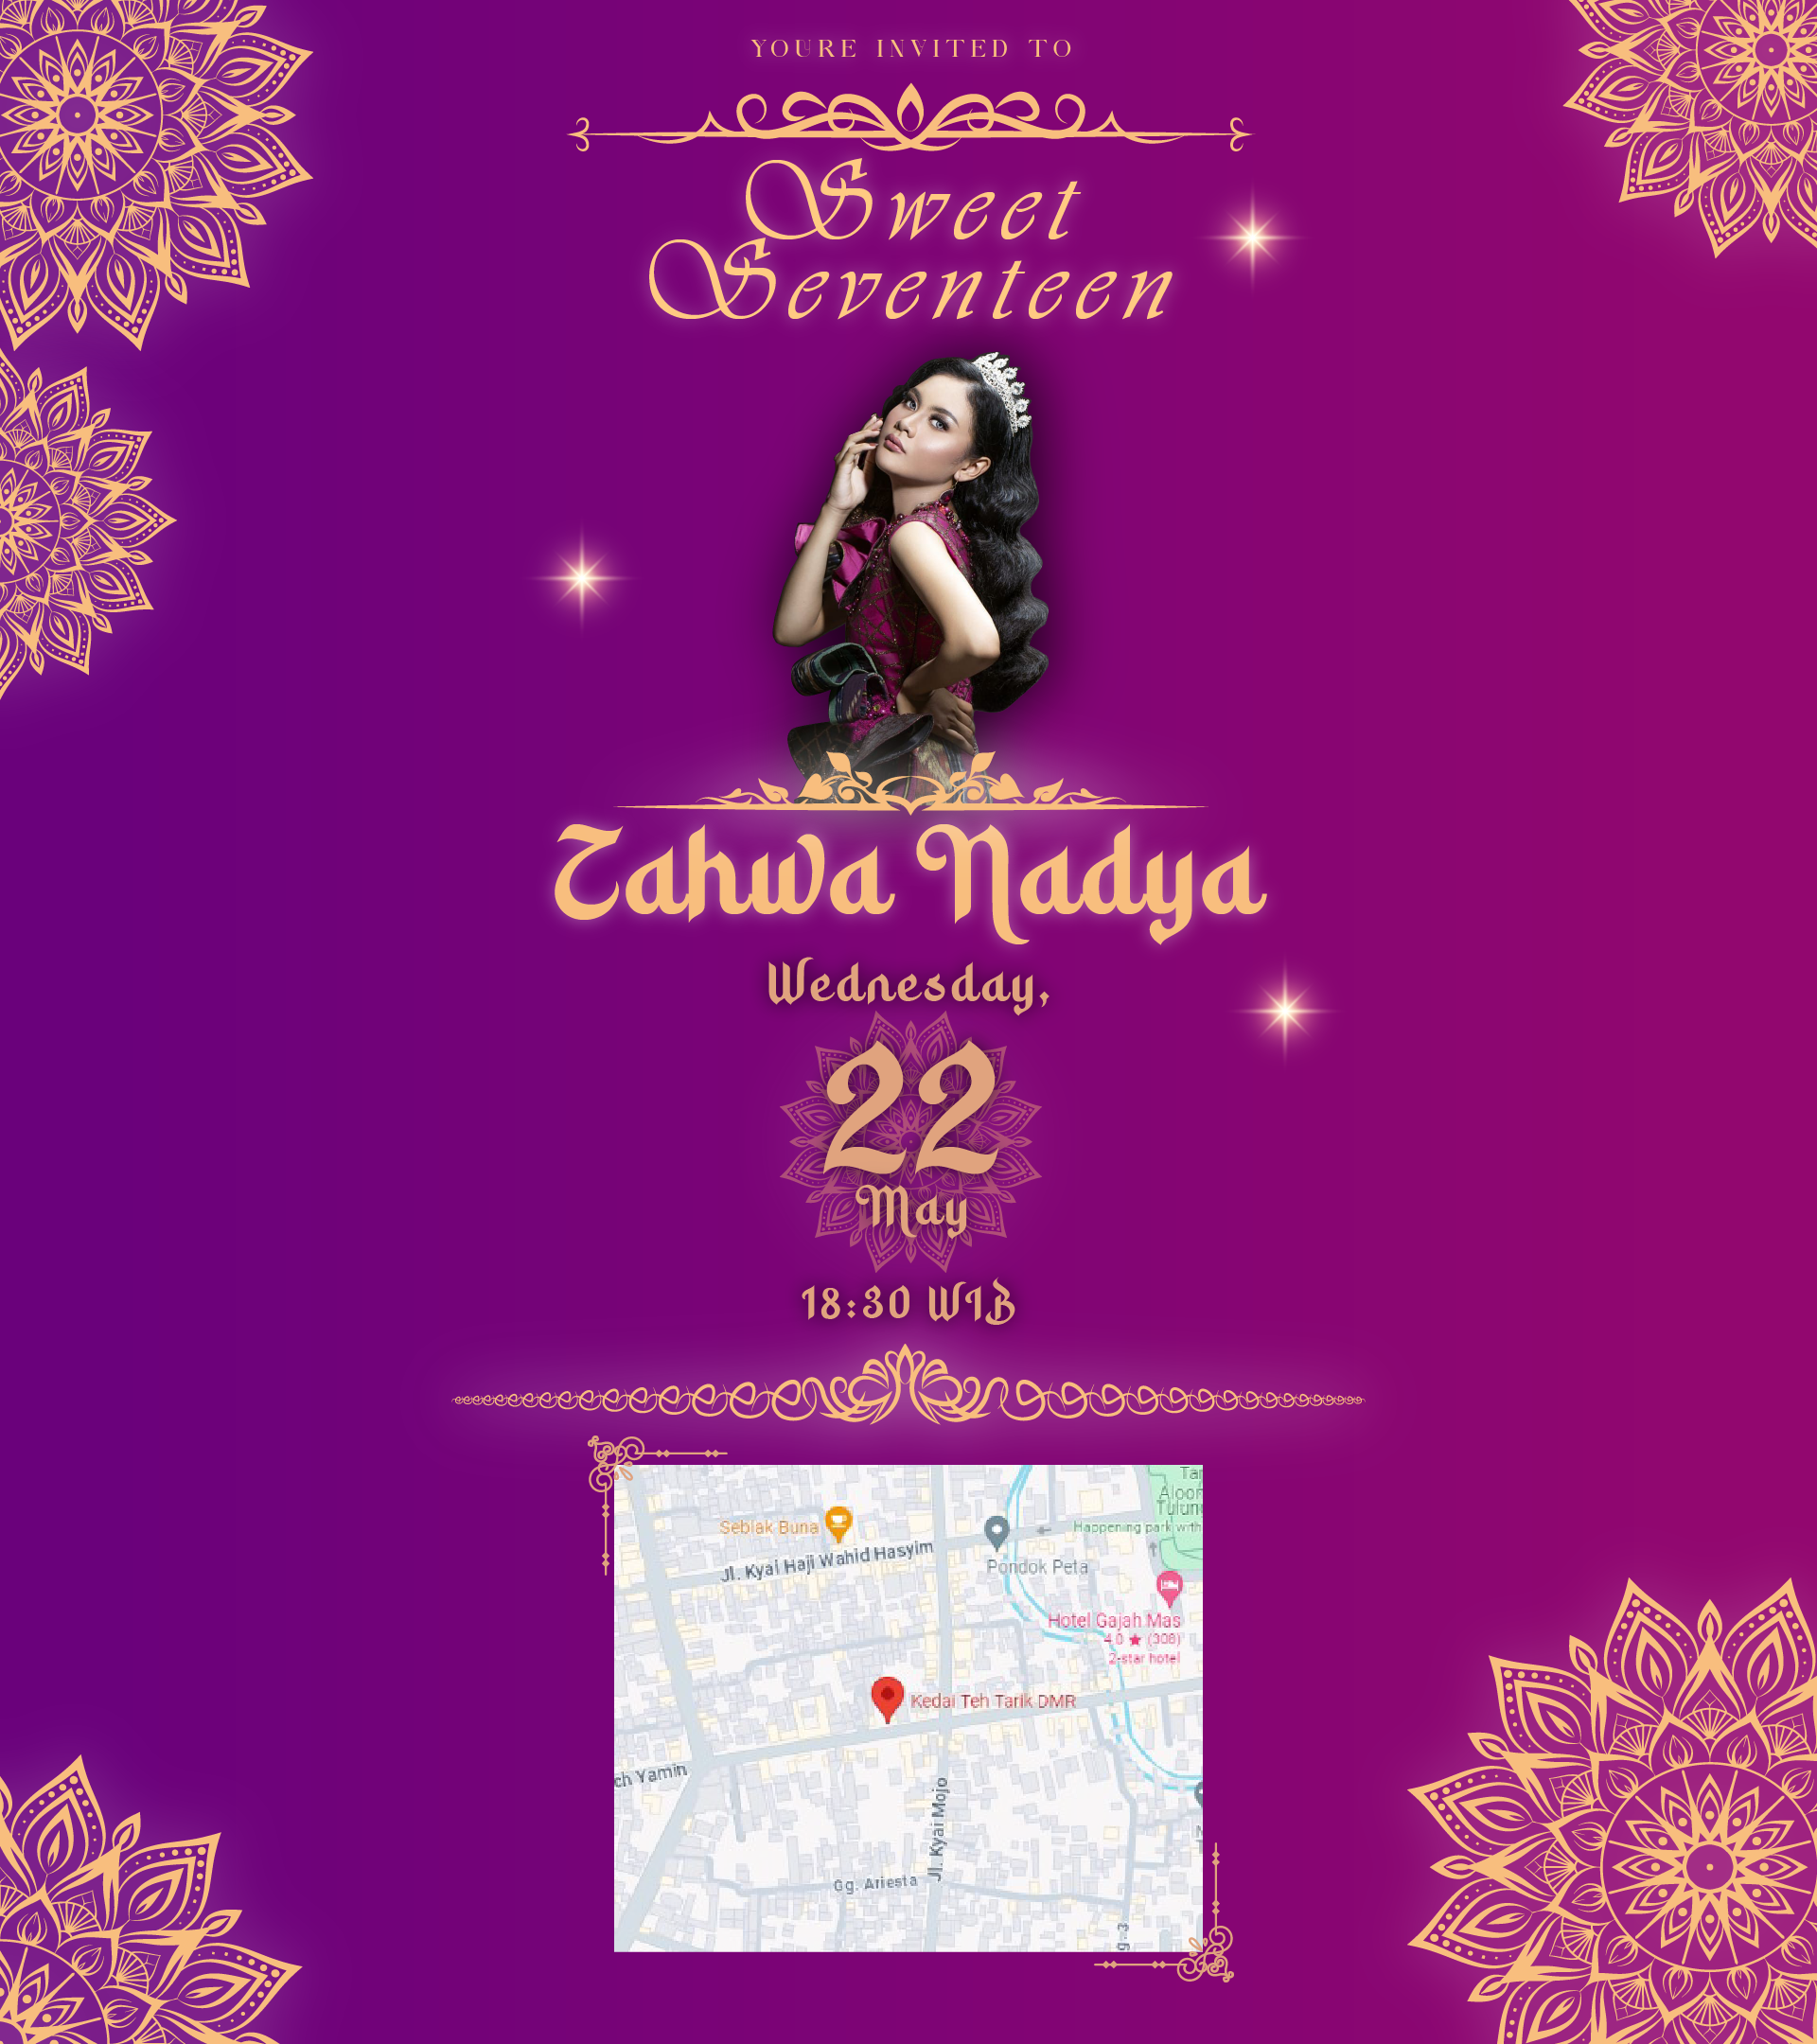 YOURE INVITED TO
Sweet
Seventeen
Zahwa Nadya
Wednesday,
22
May
18:30 WIB
Seblak Buna
Jl. Kyai Haji Wahid Hasyim
Pondok Peta
Happening park with
Hotel Gajah Mas
4.0 ★ (308)
2-star hotel
Kedai Teh Tarik DMR
ch Yamin
Jl. Kyai Mojo
Gg. Ariesta